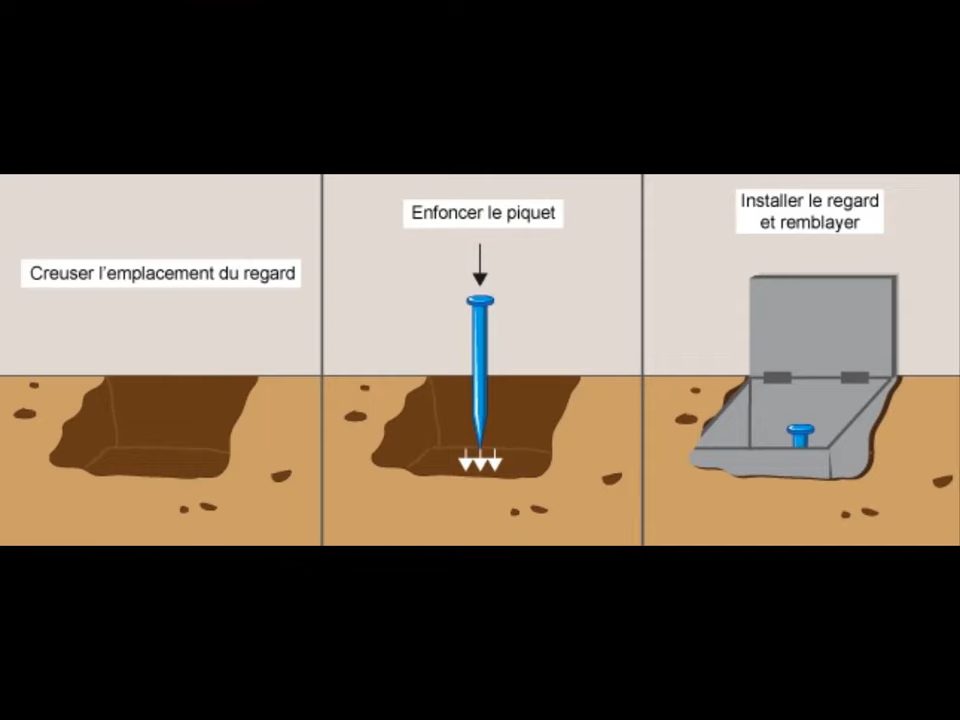 Creuser l'emplacement du regard
Enfoncer le piquet
Installer le regard
et remblayer